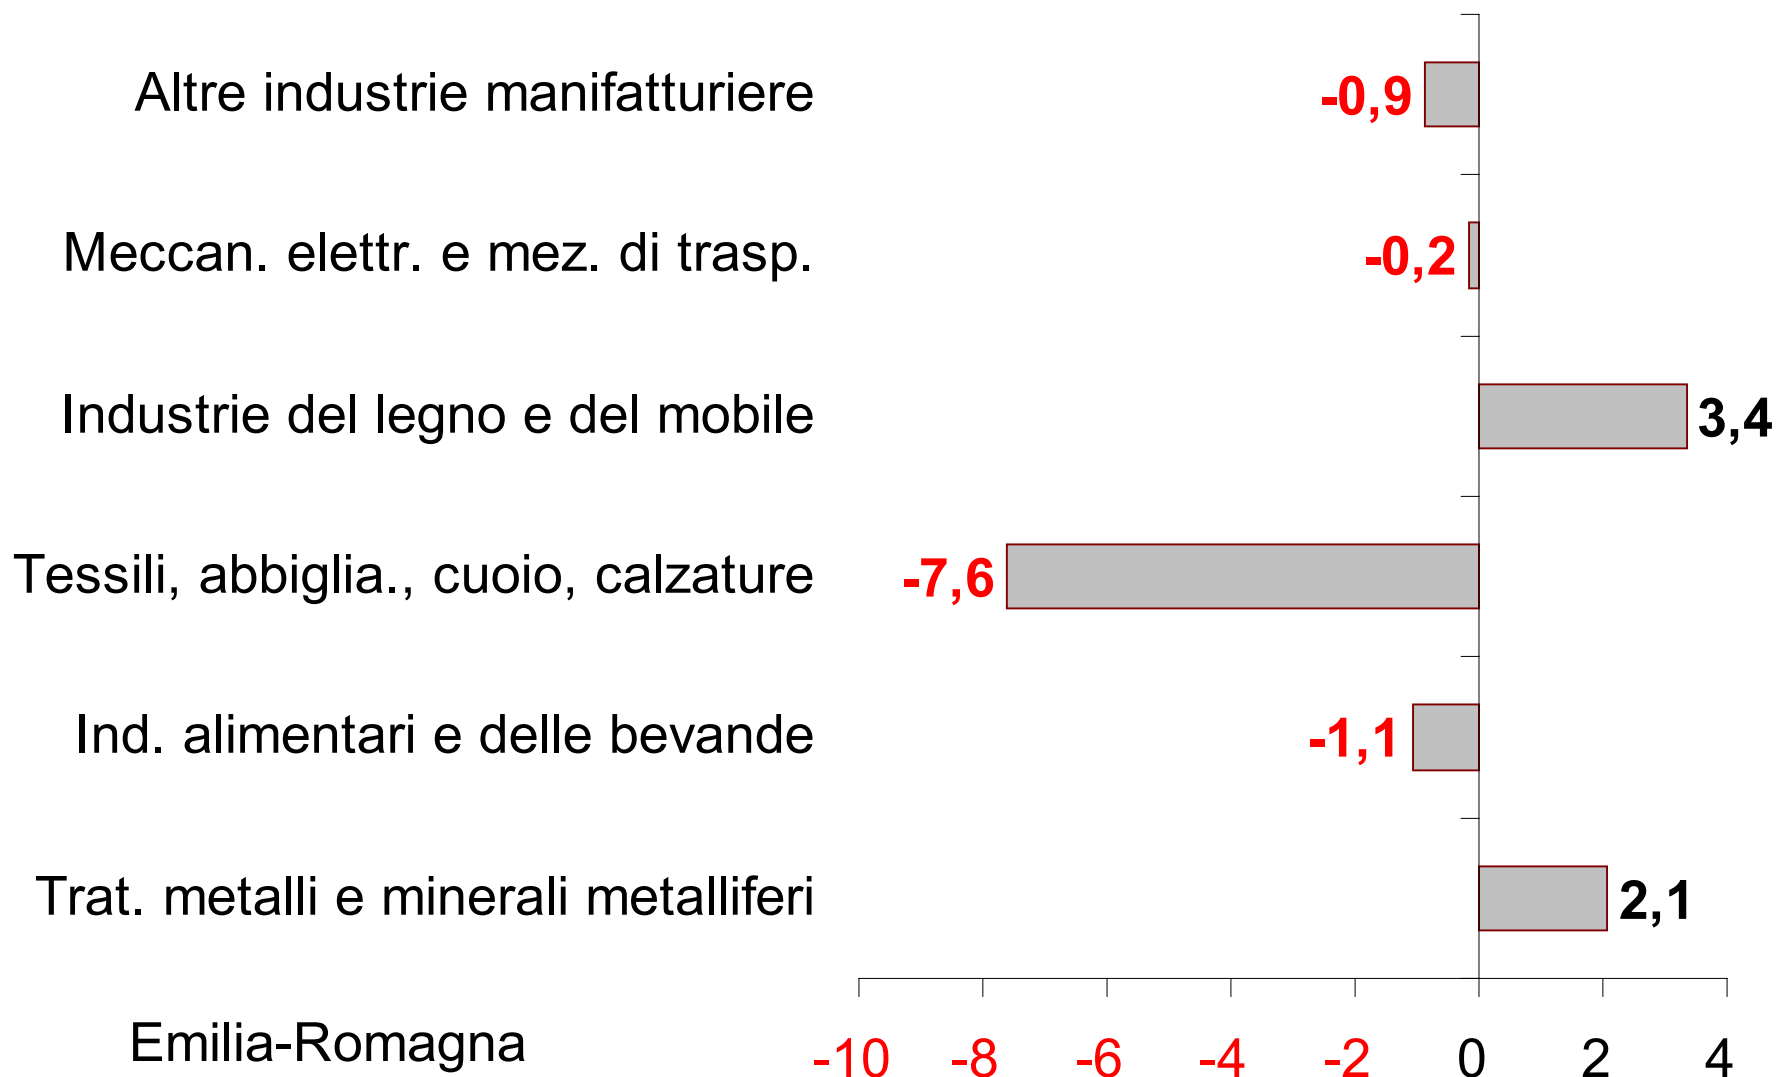 Altre industrie manifatturiere -0,9
Meccan. elettr. e mez. di trasp. -0,2
Industrie del legno e del mobile 3,4
Tessili, abbiglia., cuoio, calzature -7,6
Ind. alimentari e delle bevande -1,1
Trat. metalli e minerali metalliferi 2,1
Emilia-Romagna -10 -8 -6 -4 -2 0 2 4